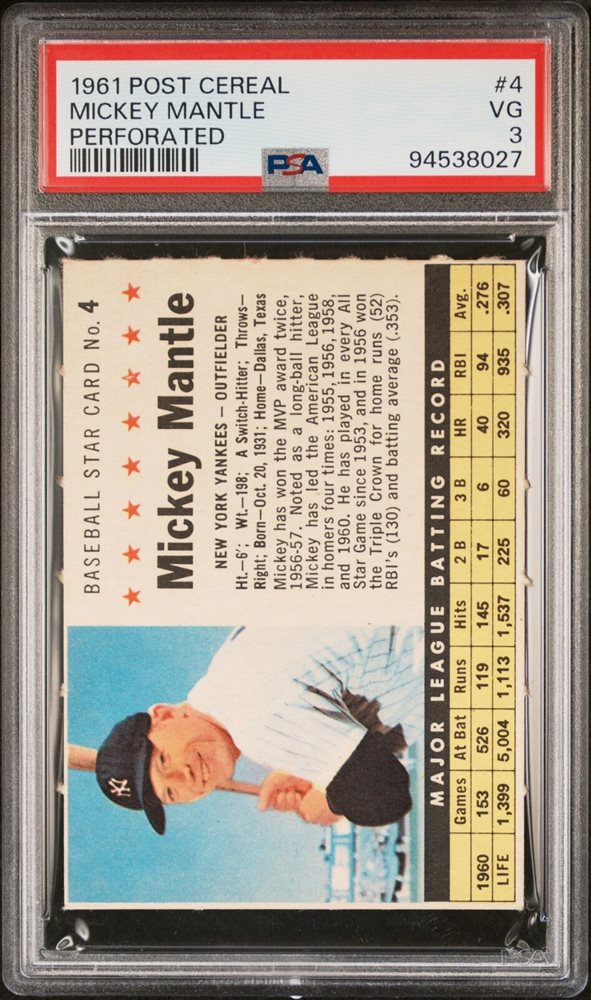 1961 POST CEREAL #4
MICKEY MANTLE VG
PERFORATED 3
PSA 94538027
BASEBALL STAR CARD No. 4
Mickey Mantle
NEW YORK YANKEES — OUTFIELDER
Ht.—6'; Wt.—198; A Switch-Hitter; Throws—
Right; Born—Oct. 20, 1931; Home—Dallas, Texas
Mickey has won the MVP award twice,
1956-57. Noted as a long-ball hitter,
Mickey has led the American League
in homers four times: 1955, 1956, 1958,
and 1960. He has played in every All
Star Game since 1953, and in 1956 won
the Triple Crown for home runs (52)
RBI's (130) and batting average (.353).
NY
MAJOR LEAGUE BATTING RECORD
Games At Bat Runs Hits 2 B 3 B HR RBI Avg.
1960 153 526 119 145 17 6 40 94 .276
LIFE 1,399 5,004 1,113 1,537 225 60 320 935 .307
PSA